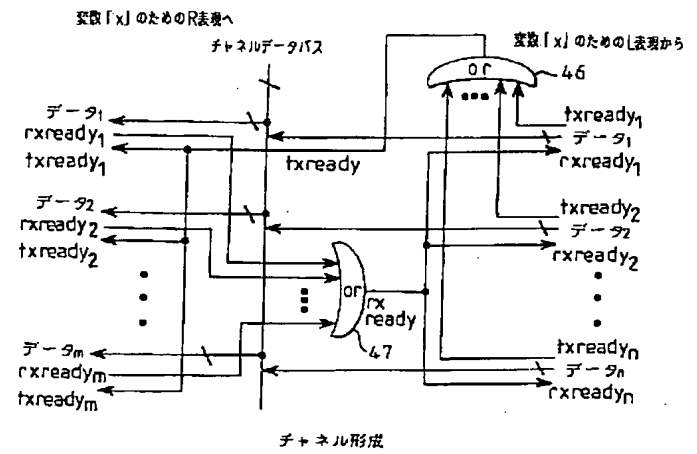 変数「x」のためのR表現へ
チャネルデータバス
変数「x」のためのL表現から
or
46
データ1
rxready1
txready1
txready
txready1
データ1
rxready1
データ2
rxready2
txready2
txready2
データ2
rxready2
or
rx
ready
47
データm
rxreadym
txreadym
txreadyn
データn
rxreadyn
チャネル形成